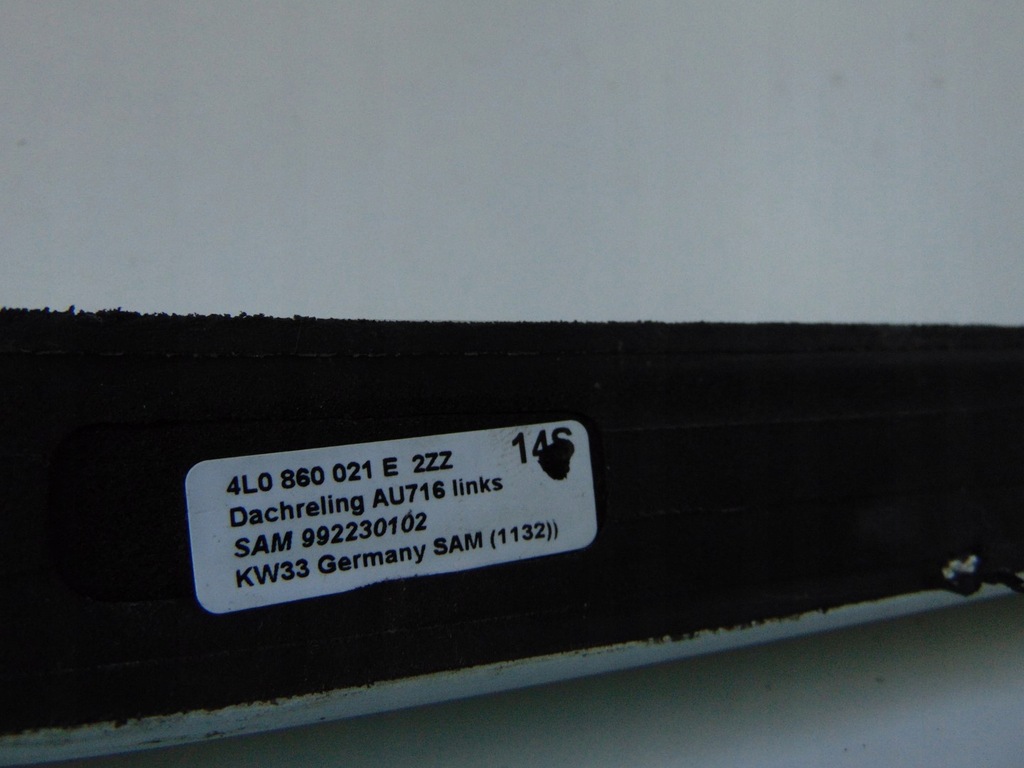 4L0 860 021 E 2ZZ
Dachreling AU716 links
SAM 992230102
KW33 Germany SAM (1132))